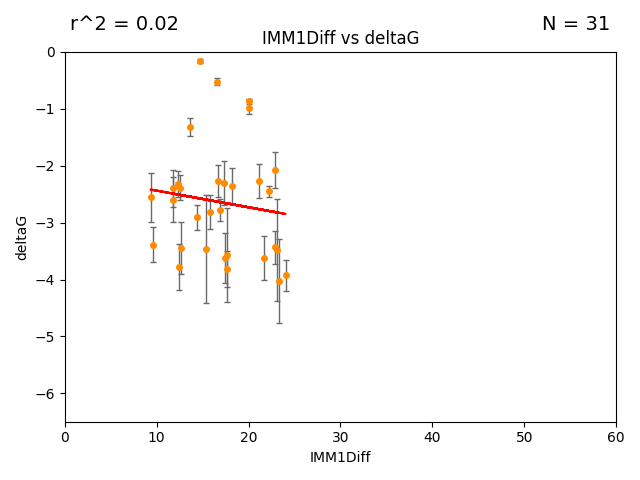 r^2 = 0.02
N = 31
IMM1Diff vs deltaG
0
−1
−2
−3
−4
−5
−6
deltaG
0 10 20 30 40 50 60
IMM1Diff